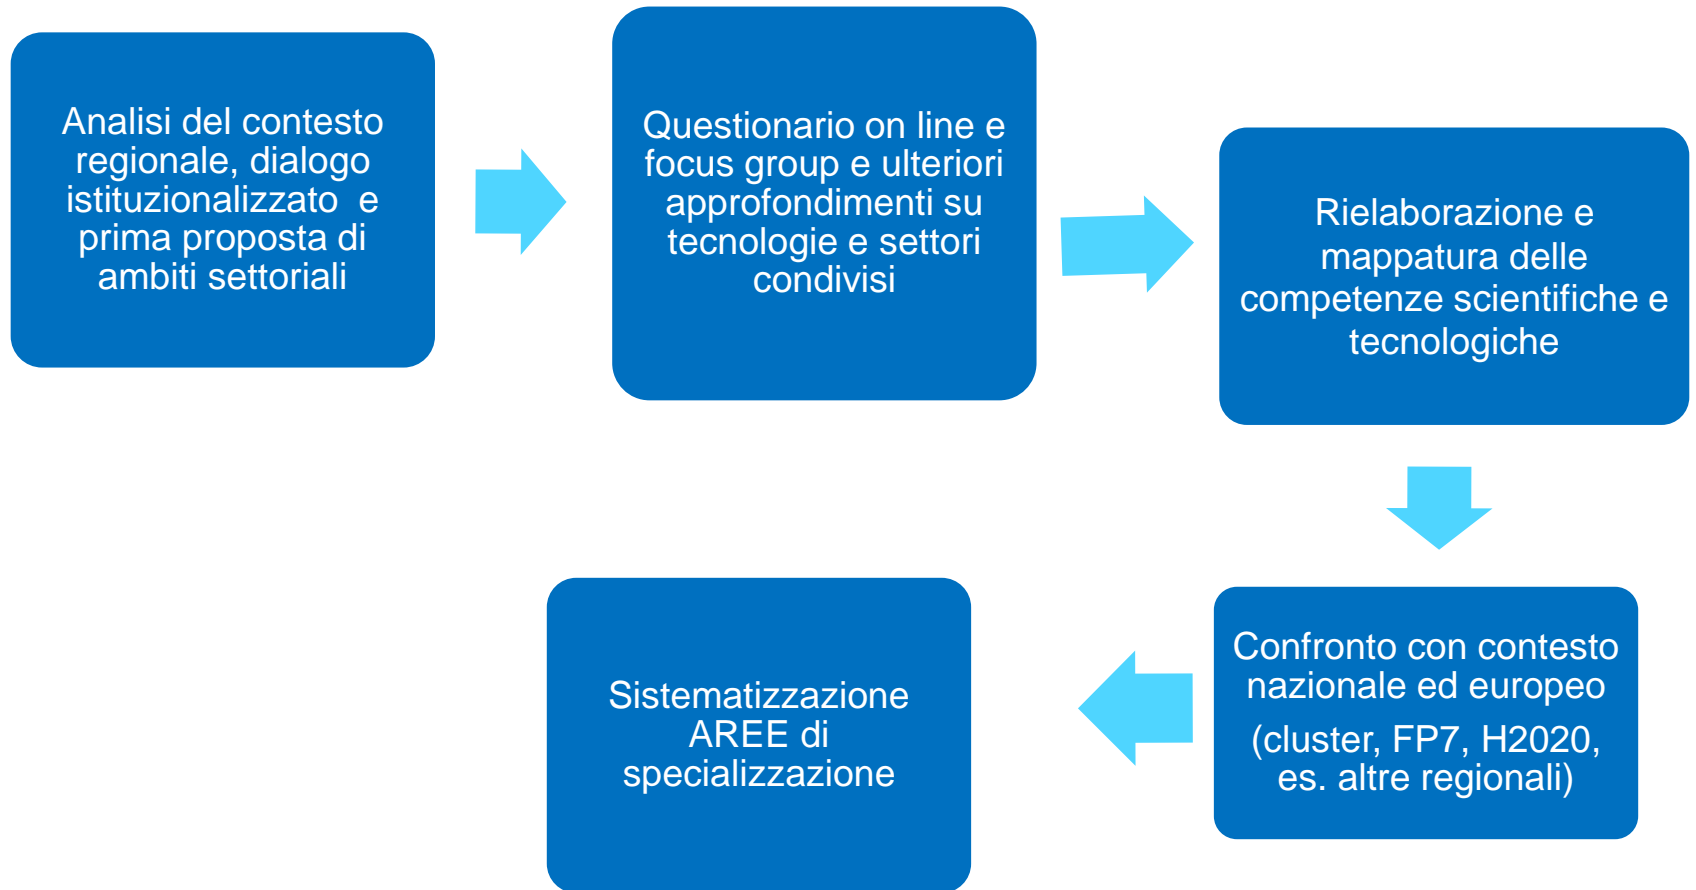 Analisi del contesto
regionale, dialogo
istituzionalizzato e
prima proposta di
ambiti settoriali
Questionario on line e
focus group e ulteriori
approfondimenti su
tecnologie e settori
condivisi
Rielaborazione e
mappatura delle
competenze scientifiche e
tecnologiche
Confronto con contesto
nazionale ed europeo
(cluster, FP7, H2020,
es. altre regionali)
Sistematizzazione
AREE di
specializzazione